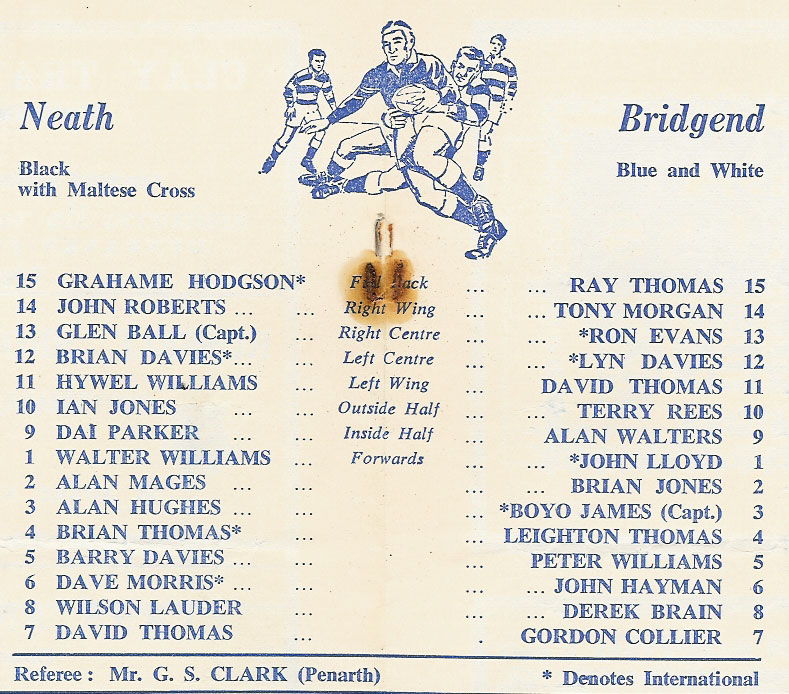 Neath Bridgend
Black Blue and White
with Maltese Cross
15 GRAHAME HODGSON* Full Back ... ... RAY THOMAS 15
14 JOHN ROBERTS ... ... Right Wing ... ... TONY MORGAN 14
13 GLEN BALL (Capt.) ... Right Centre ... ... *RON EVANS 13
12 BRIAN DAVIES*... ... Left Centre ... ... *LYN DAVIES 12
11 HYWEL WILLIAMS ... Left Wing ... DAVID THOMAS 11
10 IAN JONES ... ... Outside Half ... ... TERRY REES 10
9 DAI PARKER ... ... Inside Half ... ALAN WALTERS 9
1 WALTER WILLIAMS ... Forwards ... ... *JOHN LLOYD 1
2 ALAN MAGES ... ... ... ... BRIAN JONES 2
3 ALAN HUGHES ... ... ... *BOYO JAMES (Capt.) 3
4 BRIAN THOMAS* ... ... LEIGHTON THOMAS 4
5 BARRY DAVIES ... ... ... PETER WILLIAMS 5
6 DAVE MORRIS* ... ... ... ... JOHN HAYMAN 6
8 WILSON LAUDER ... ... ... DEREK BRAIN 8
7 DAVID THOMAS ... . GORDON COLLIER 7
Referee : Mr. G. S. CLARK (Penarth) * Denotes International